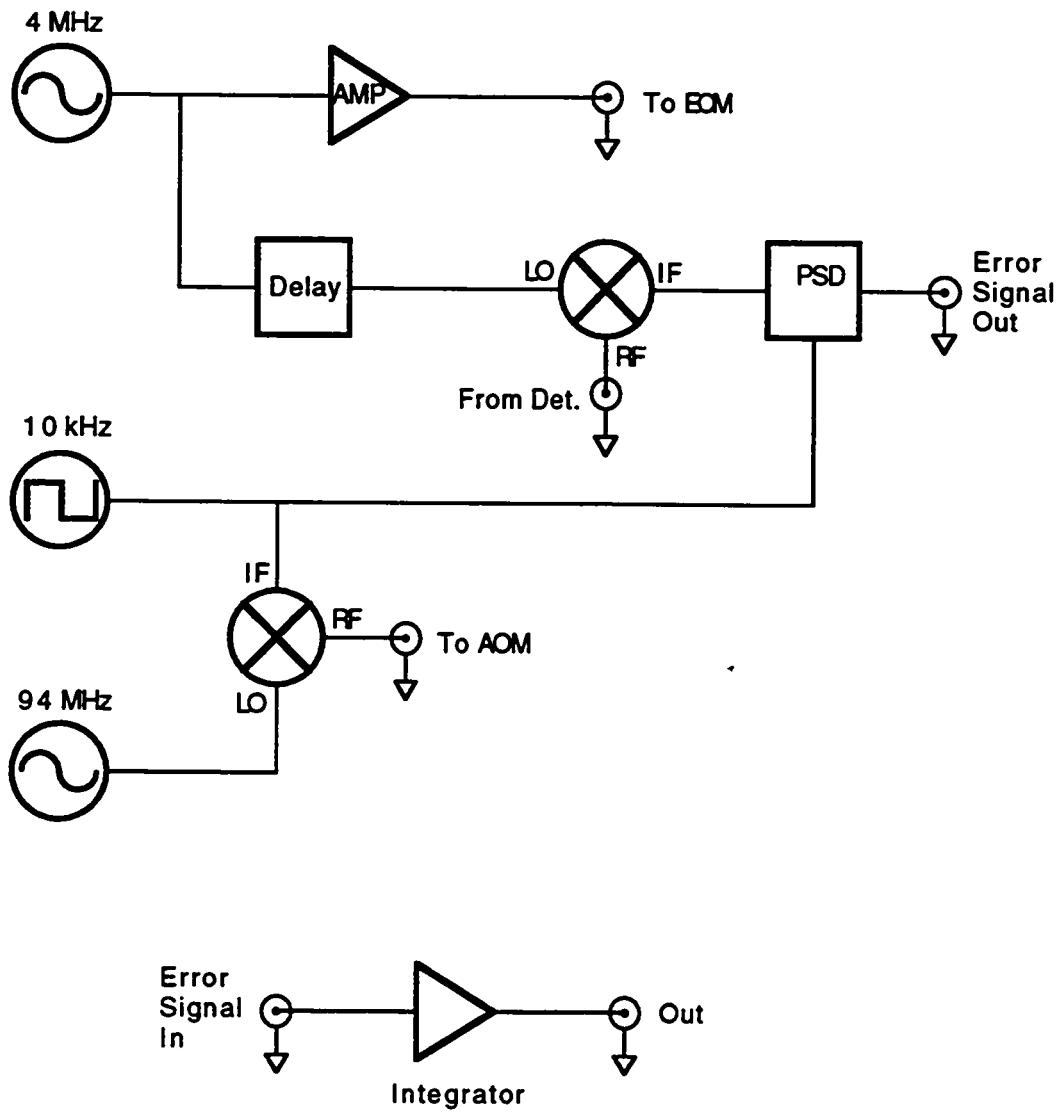 4 MHz
AMP
To EOM
Delay
LO
IF
RF
From Det.
PSD
Error
Signal
Out
10 kHz
IF
RF
LO
To AOM
94 MHz
Error
Signal
In
Integrator
Out